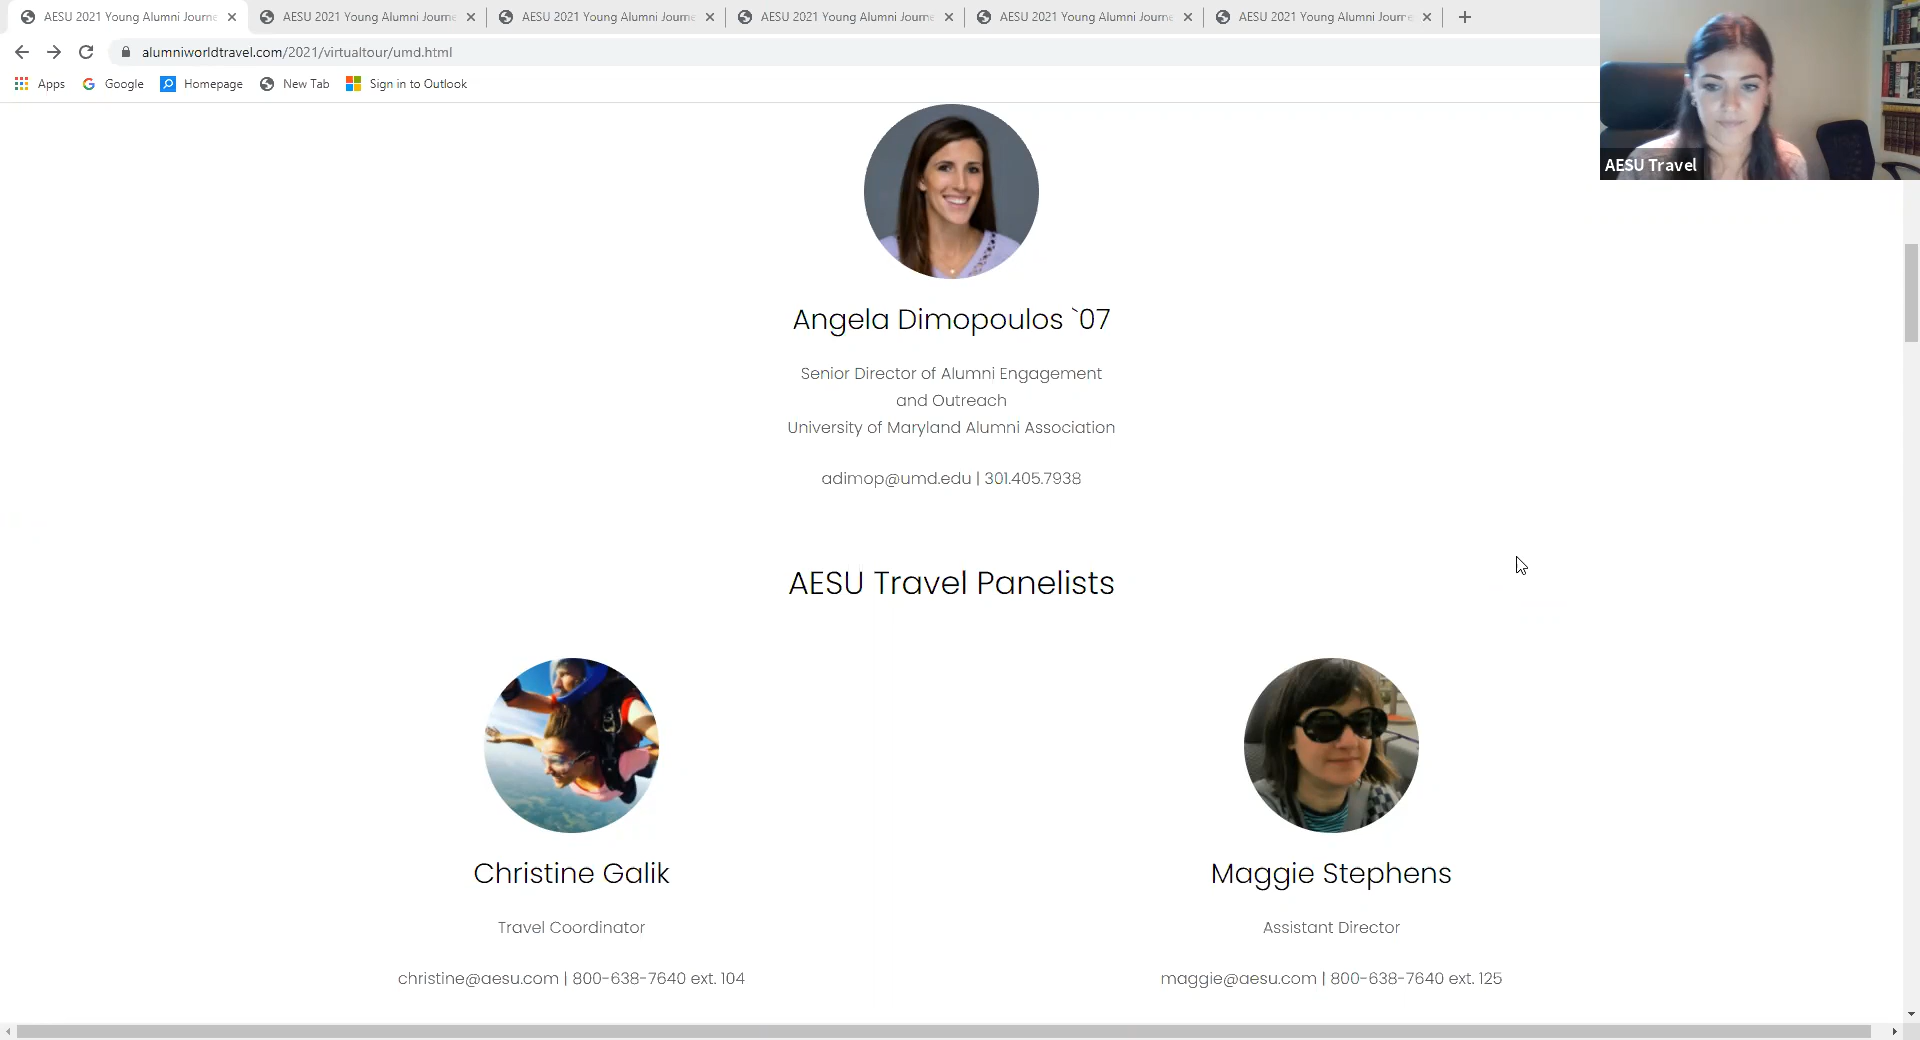 AESU 2021 Young Alumni Journe
AESU 2021 Young Alumni Journe
AESU 2021 Young Alumni Journe
AESU 2021 Young Alumni Journe
AESU 2021 Young Alumni Journe
AESU 2021 Young Alumni Journe
alumniworldtravel.com/2021/virtualtour/umd.html
Apps
Google
Homepage
New Tab
Sign in to Outlook
AESU Travel
Angela Dimopoulos `07
Senior Director of Alumni Engagement
and Outreach
University of Maryland Alumni Association
adimop@umd.edu | 301.405.7938
AESU Travel Panelists
Christine Galik
Travel Coordinator
christine@aesu.com | 800-638-7640 ext. 104
Maggie Stephens
Assistant Director
maggie@aesu.com | 800-638-7640 ext. 125